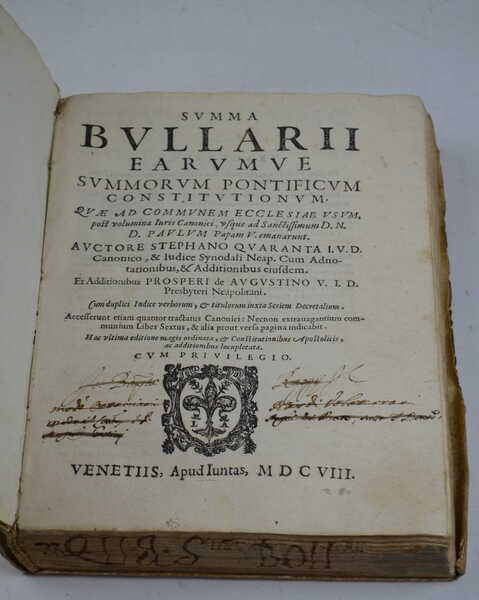 SVMMA
BVLLARII
EARVMVE
SVMMORVM PONTIFICVM
CONSTITVTIONVM.
QVÆ AD COMMVNEM ECCLESIAE VSVM,
post volumina Iuris Canonici, vsque ad Sanctissimum D. N.
D. PAVLVM Papam V. emanarunt.
AVCTORE STEPHANO QVARANTA I.V.D.
Canonico, & Iudice Synodali Neap. Cum Adno-
tationibus, & Additionibus eiusdem.
Et Additionibus PROSPERI de AVGVSTINO V. I. D.
Presbyteri Neapolitani.
Cum duplici Indice verborum, & titulorum iuxta Seriem Decretalium.
Accesserunt etiam quatuor tractatus Canonici: Necnon extrauagantium com-
munium Liber Sextus, & alia prout versa pagina indicabit.
Hac vltima editione magis ordinata, & Constitutionibus Apostolicis,
ac additionibus locupletata.
CVM PRIVILEGIO.
L A
VENETIIS, Apud Iuntas, MDCVIII.